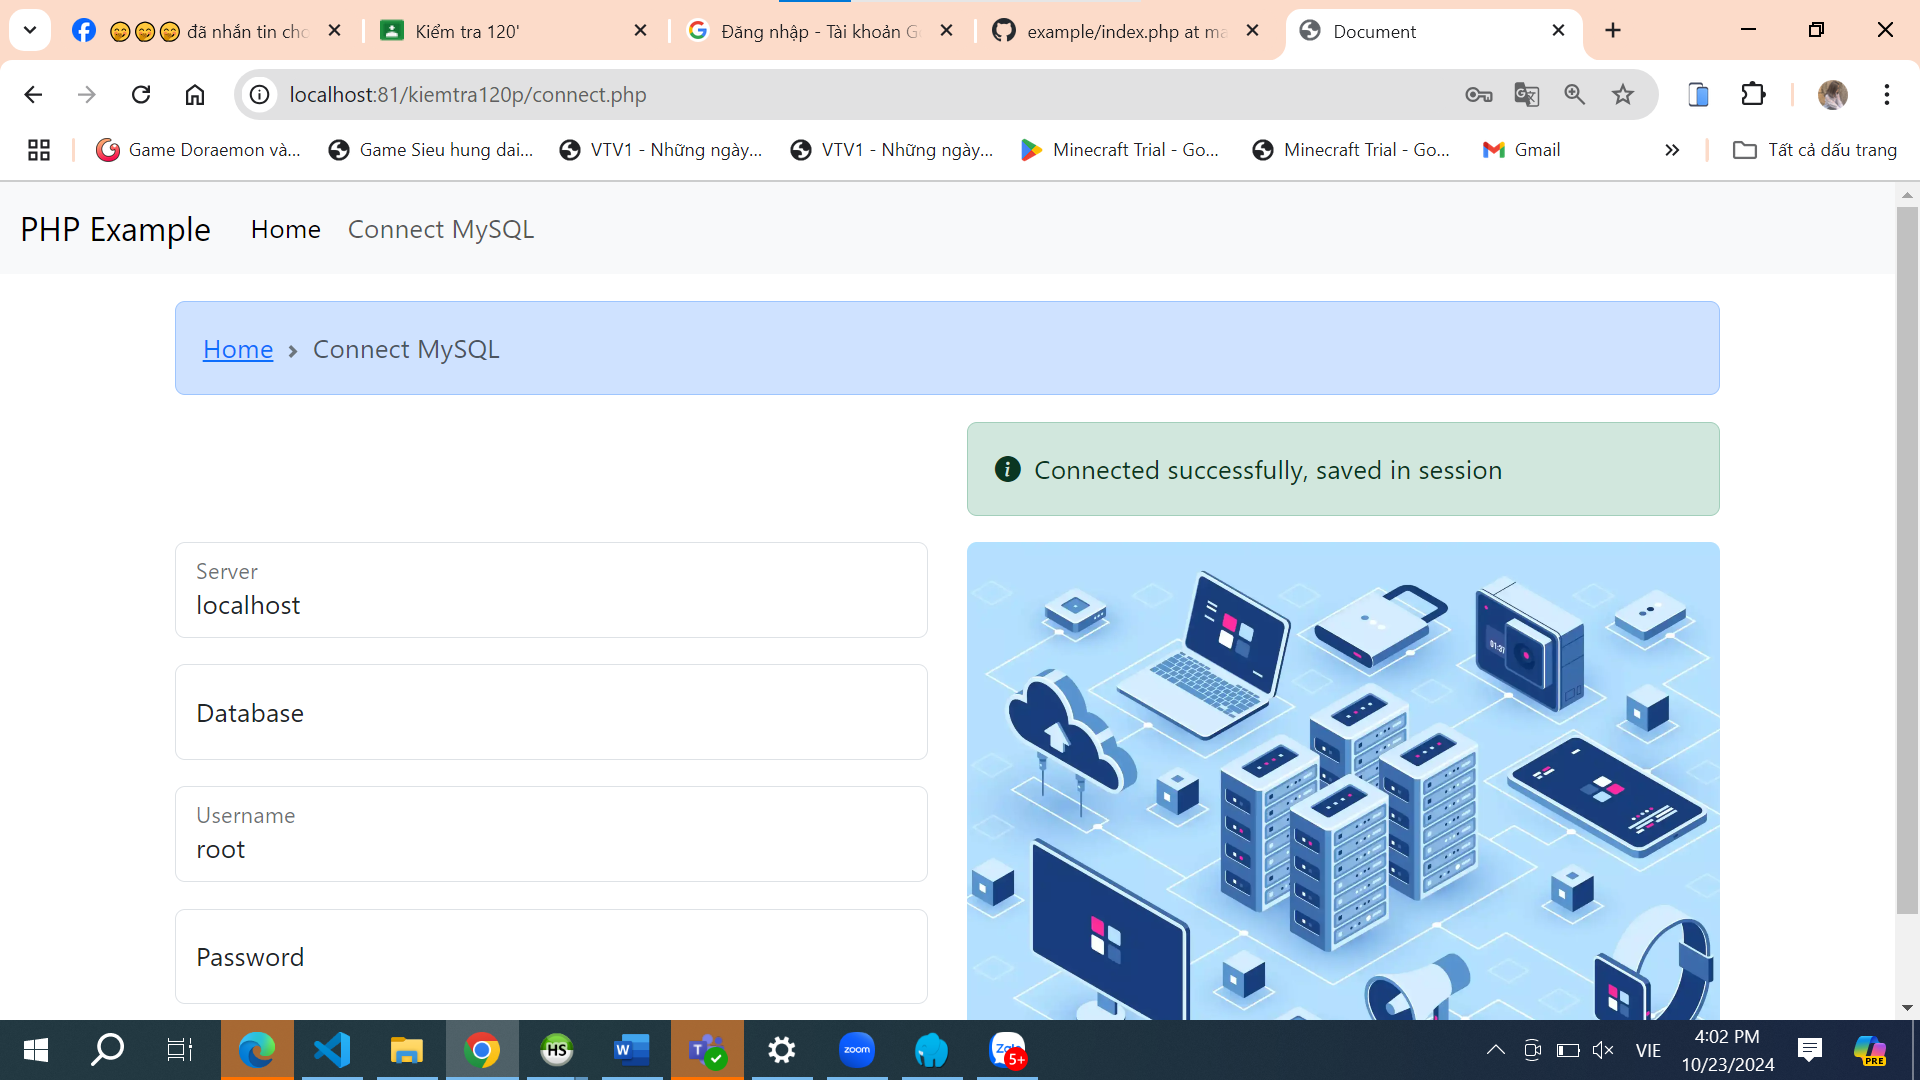 😊😊😊 đã nhắn tin cho
Kiểm tra 120'
Đăng nhập - Tài khoản Go
example/index.php at ma
Document
localhost:81/kiemtra120p/connect.php
Game Doraemon và...
Game Sieu hung dai...
VTV1 - Những ngày...
VTV1 - Những ngày...
Minecraft Trial - Go...
Minecraft Trial - Go...
Gmail
Tất cả dấu trang
PHP Example
Home
Connect MySQL
Home
Connect MySQL
Connected successfully, saved in session
Server
localhost
Database
Username
root
Password
01:37
HS
W
T
zoom
Zalo
5+
VIE
4:02 PM
10/23/2024
PRE